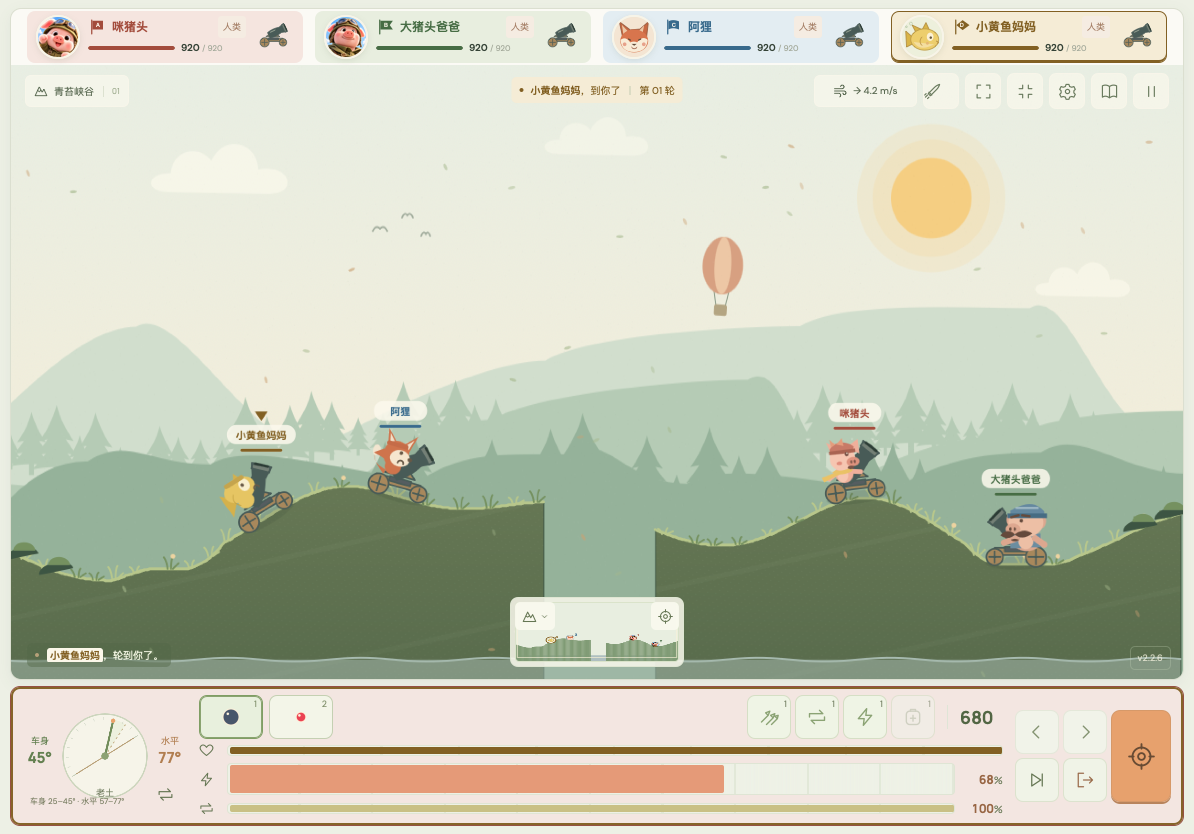 A 咪猪头 人类
920 / 920
B 大猪头爸爸 人类
920 / 920
C 阿狸 人类
920 / 920
D 小黄鱼妈妈 人类
920 / 920
青苔峡谷 01
小黄鱼妈妈，到你了 第 01 轮
→ 4.2 m/s
阿狸
咪猪头
小黄鱼妈妈
大猪头爸爸
小黄鱼妈妈，轮到你了。
v2.2.6
1
2
1
1
1
1
680
车身
45°
水平
77°
老土
车身 25–45° · 水平 57–77°
68%
100%